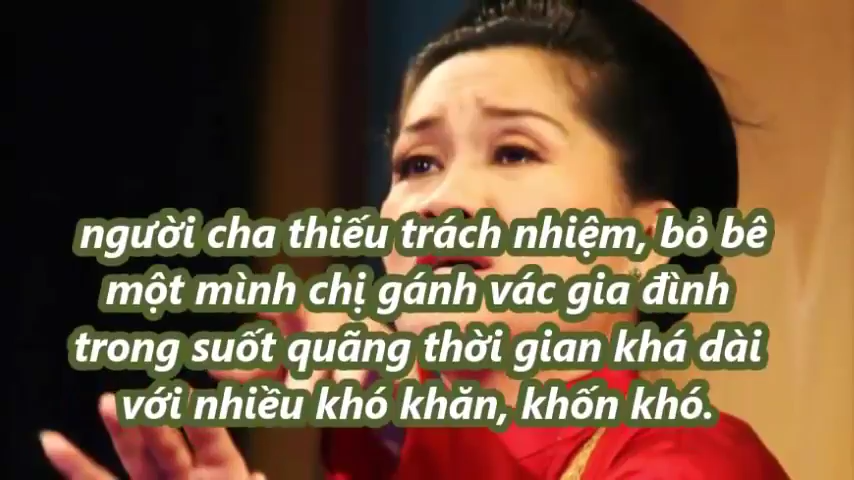 người cha thiếu trách nhiệm, bỏ bê
một mình chị gánh vác gia đình
trong suốt quãng thời gian khá dài
với nhiều khó khăn, khốn khó.